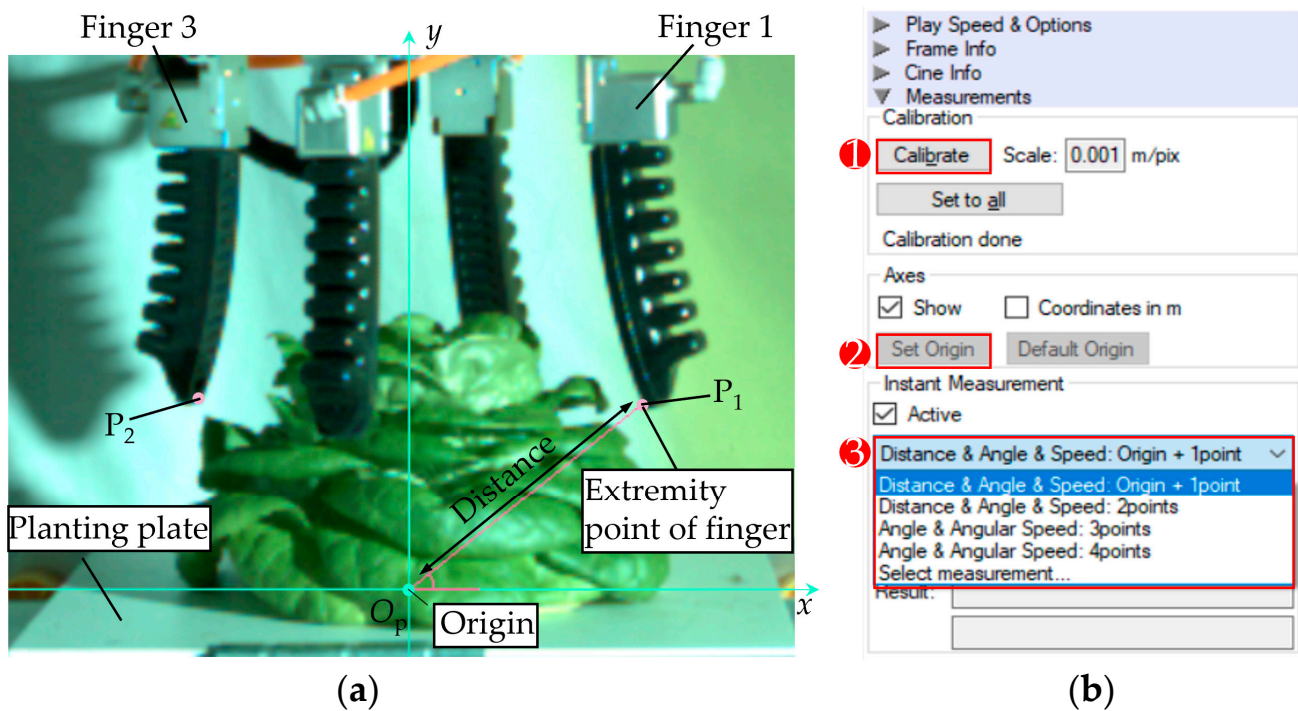 Finger 3
y
Finger 1
P2
P1
Distance
Extremity
point of finger
Planting plate
Op
Origin
x
(a)
Play Speed & Options
Frame Info
Cine Info
Measurements
Calibration
1 Calibrate Scale: 0.001 m/pix
Set to all
Calibration done
Axes
Show Coordinates in m
2 Set Origin Default Origin
Instant Measurement
Active
3 Distance & Angle & Speed: Origin + 1point
Distance & Angle & Speed: Origin + 1point
Distance & Angle & Speed: 2points
Angle & Angular Speed: 3points
Angle & Angular Speed: 4points
Select measurement...
Result:
(b)